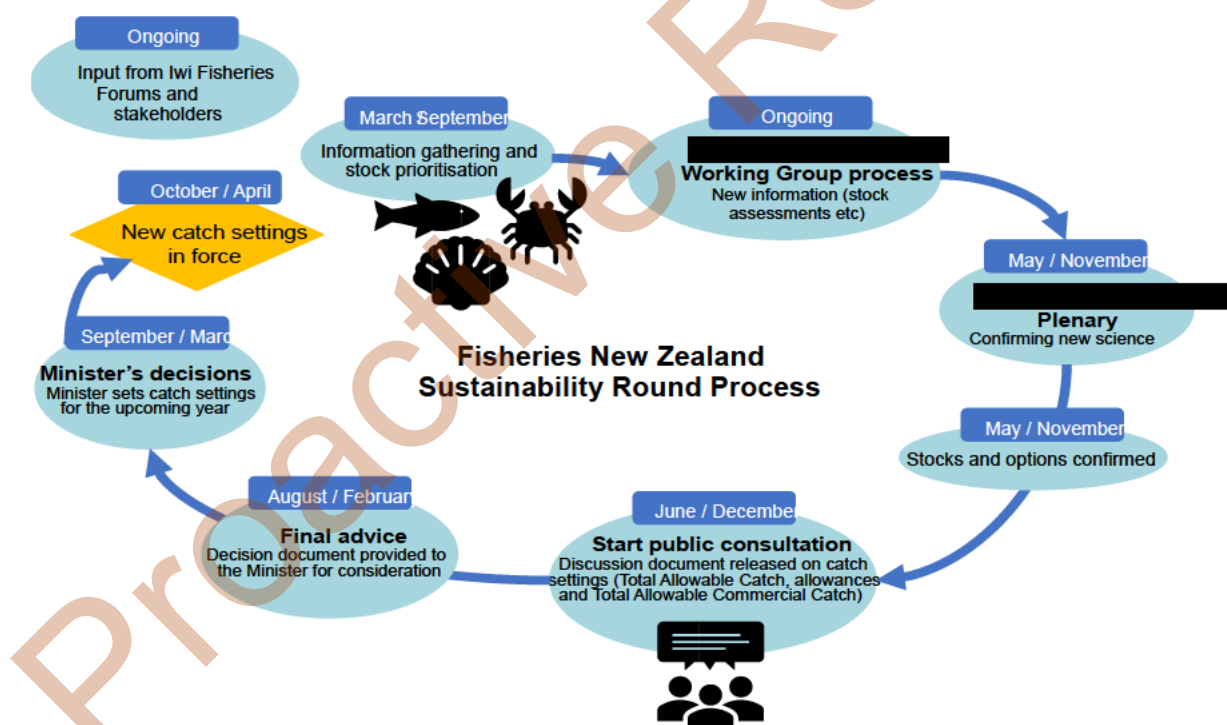 Ongoing
Input from Iwi Fisheries
Forums and
stakeholders
March September
Information gathering and
stock prioritisation
Ongoing
Working Group process
New information (stock
assessments etc)
May / November
Plenary
Confirming new science
May / November
Stocks and options confirmed
June / December
Start public consultation
Discussion document released on catch
settings (Total Allowable Catch, allowances
and Total Allowable Commercial Catch)
August / February
Final advice
Decision document provided to
the Minister for consideration
September / March
Minister's decisions
Minister sets catch settings
for the upcoming year
October / April
New catch settings
in force
Fisheries New Zealand
Sustainability Round Process
Proactive Re